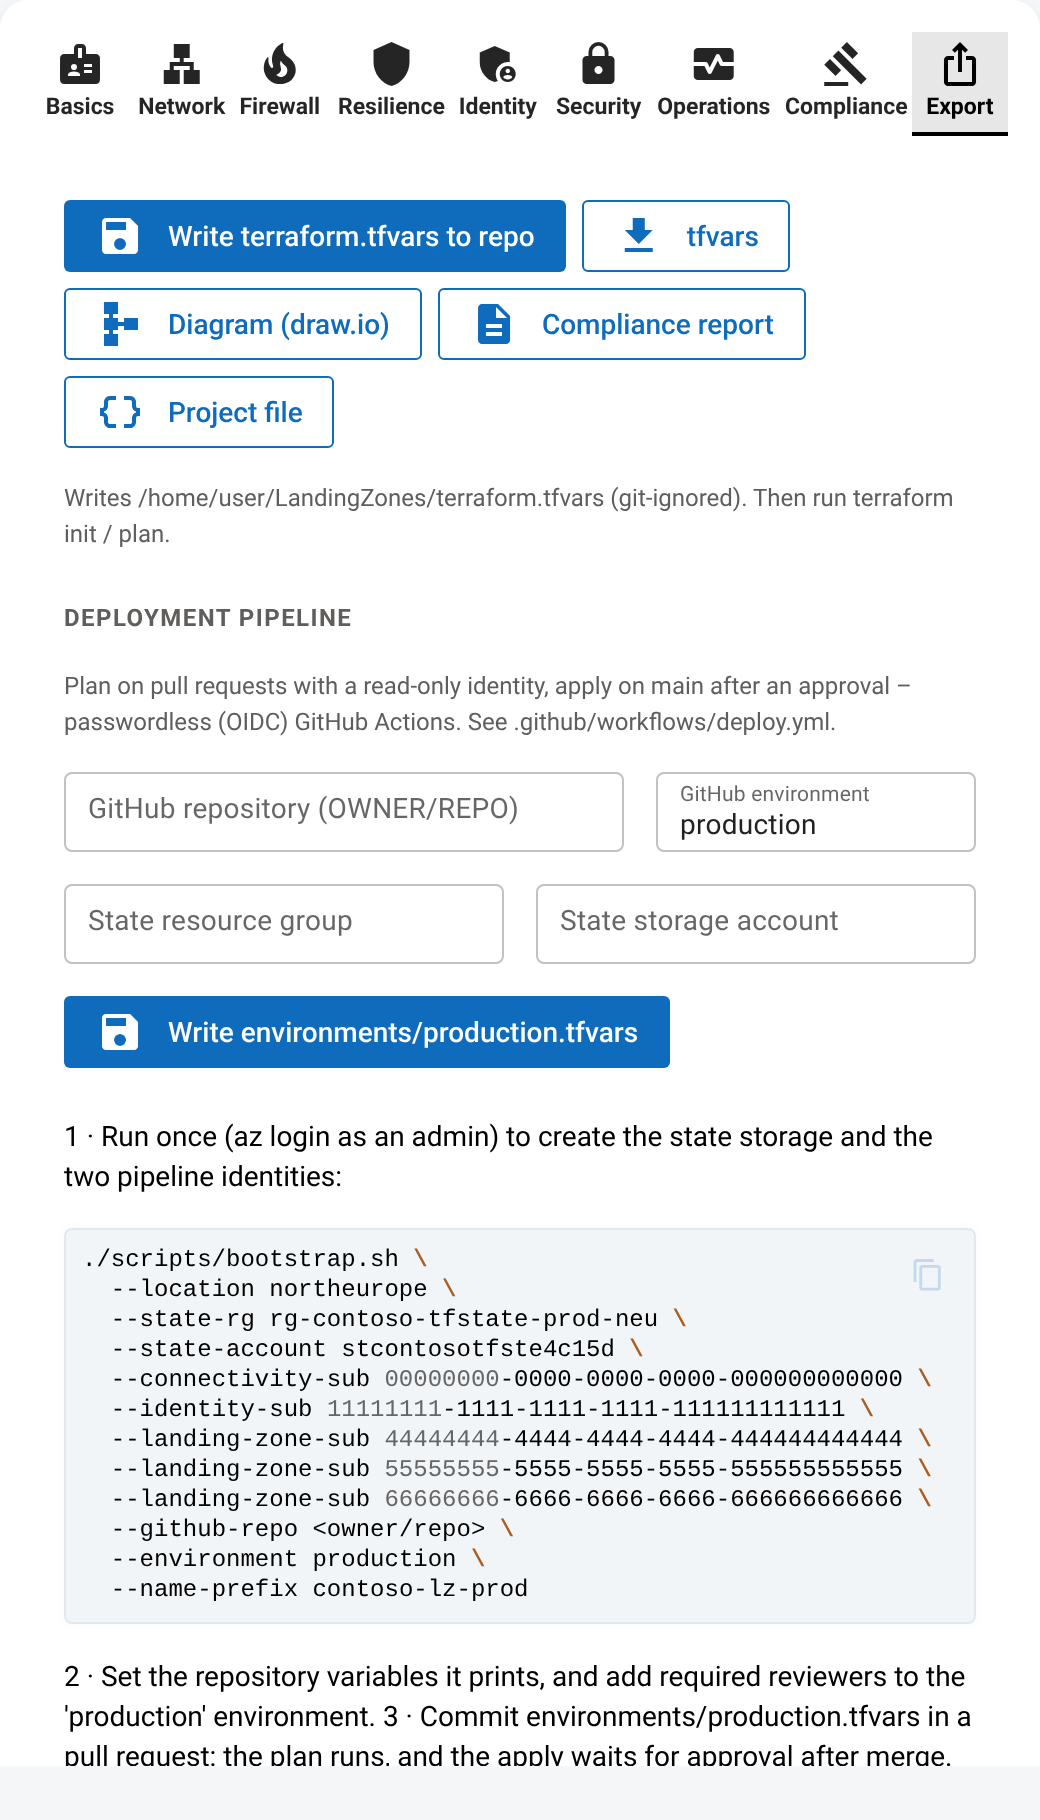 Basics Network Firewall Resilience Identity Security Operations Compliance Export
Write terraform.tfvars to repo
tfvars
Diagram (draw.io)
Compliance report
Project file
Writes /home/user/LandingZones/terraform.tfvars (git-ignored). Then run terraform
init / plan.
DEPLOYMENT PIPELINE
Plan on pull requests with a read-only identity, apply on main after an approval –
passwordless (OIDC) GitHub Actions. See .github/workflows/deploy.yml.
GitHub repository (OWNER/REPO)
GitHub environment
production
State resource group
State storage account
Write environments/production.tfvars
1 · Run once (az login as an admin) to create the state storage and the
two pipeline identities:
./scripts/bootstrap.sh \
  --location northeurope \
  --state-rg rg-contoso-tfstate-prod-neu \
  --state-account stcontosotfste4c15d \
  --connectivity-sub 00000000-0000-0000-0000-000000000000 \
  --identity-sub 11111111-1111-1111-1111-111111111111 \
  --landing-zone-sub 44444444-4444-4444-4444-444444444444 \
  --landing-zone-sub 55555555-5555-5555-5555-555555555555 \
  --landing-zone-sub 66666666-6666-6666-6666-666666666666 \
  --github-repo <owner/repo> \
  --environment production \
  --name-prefix contoso-lz-prod
2 · Set the repository variables it prints, and add required reviewers to the
'production' environment. 3 · Commit environments/production.tfvars in a
pull request: the plan runs, and the apply waits for approval after merge.